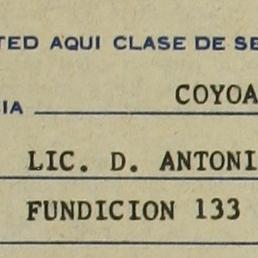 TED AQUI CLASE DE SE
IA COYOA
LIC. D. ANTONI
FUNDICION 133